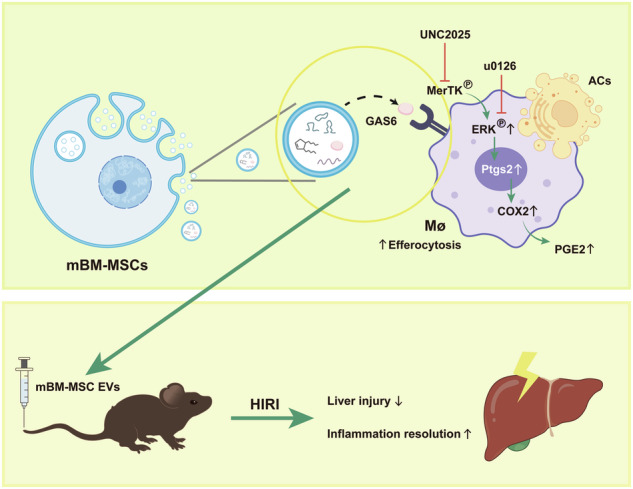 UNC2025
u0126
ACs
MerTK Ⓟ
GAS6
ERK Ⓟ ↑
Ptgs2↑
COX2↑
Mø
↑Efferocytosis
PGE2↑
mBM-MSCs
mBM-MSC EVs
HIRI
Liver injury ↓
Inflammation resolution ↑